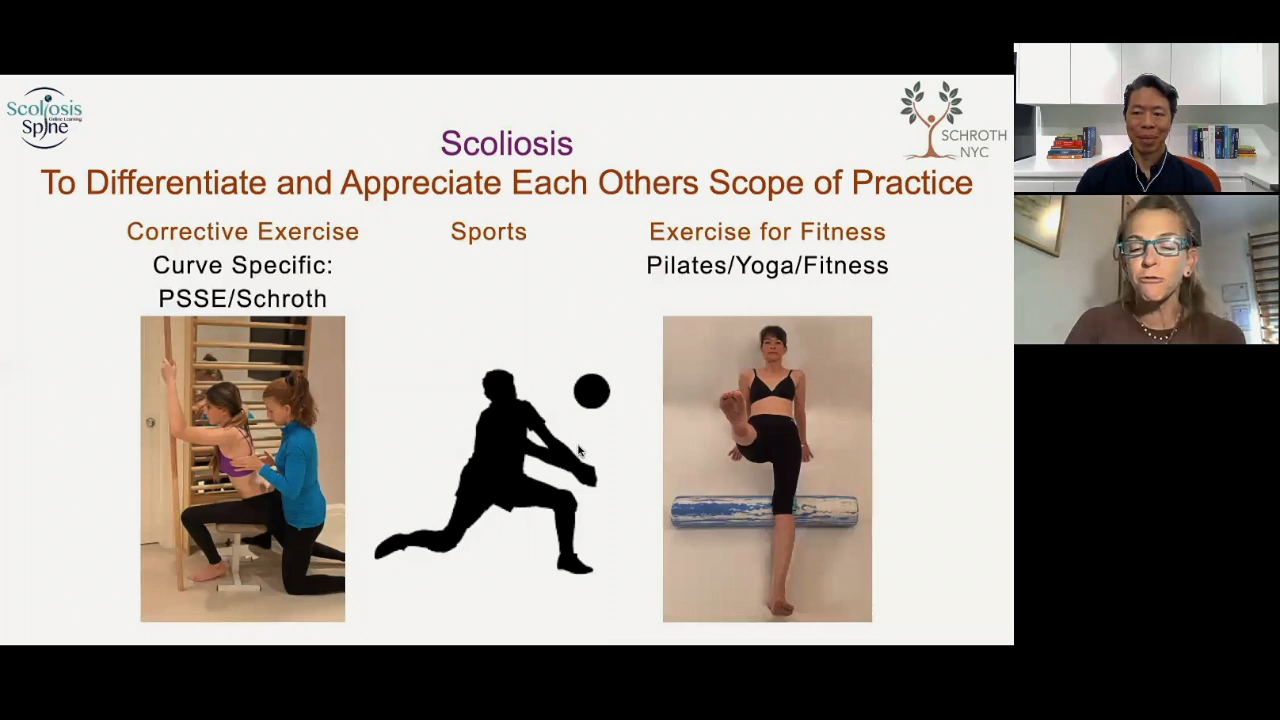 Scoliosis
Online Learning
Spine
SCHROTH
NYC
Scoliosis
To Differentiate and Appreciate Each Others Scope of Practice
Corrective Exercise
Curve Specific:
PSSE/Schroth
Sports
Exercise for Fitness
Pilates/Yoga/Fitness